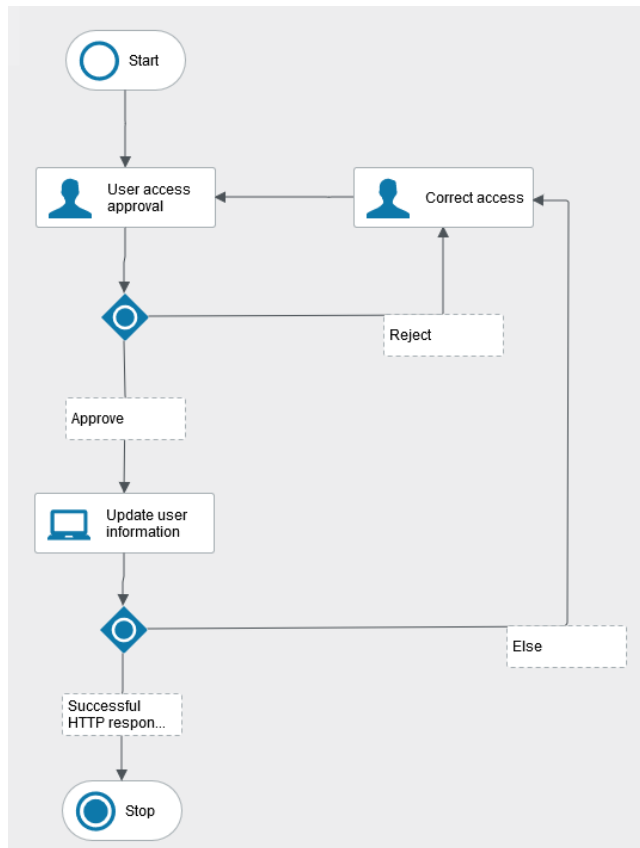 Start
User access
approval
Correct access
Reject
Approve
Update user
information
Else
Successful
HTTP respon...
Stop